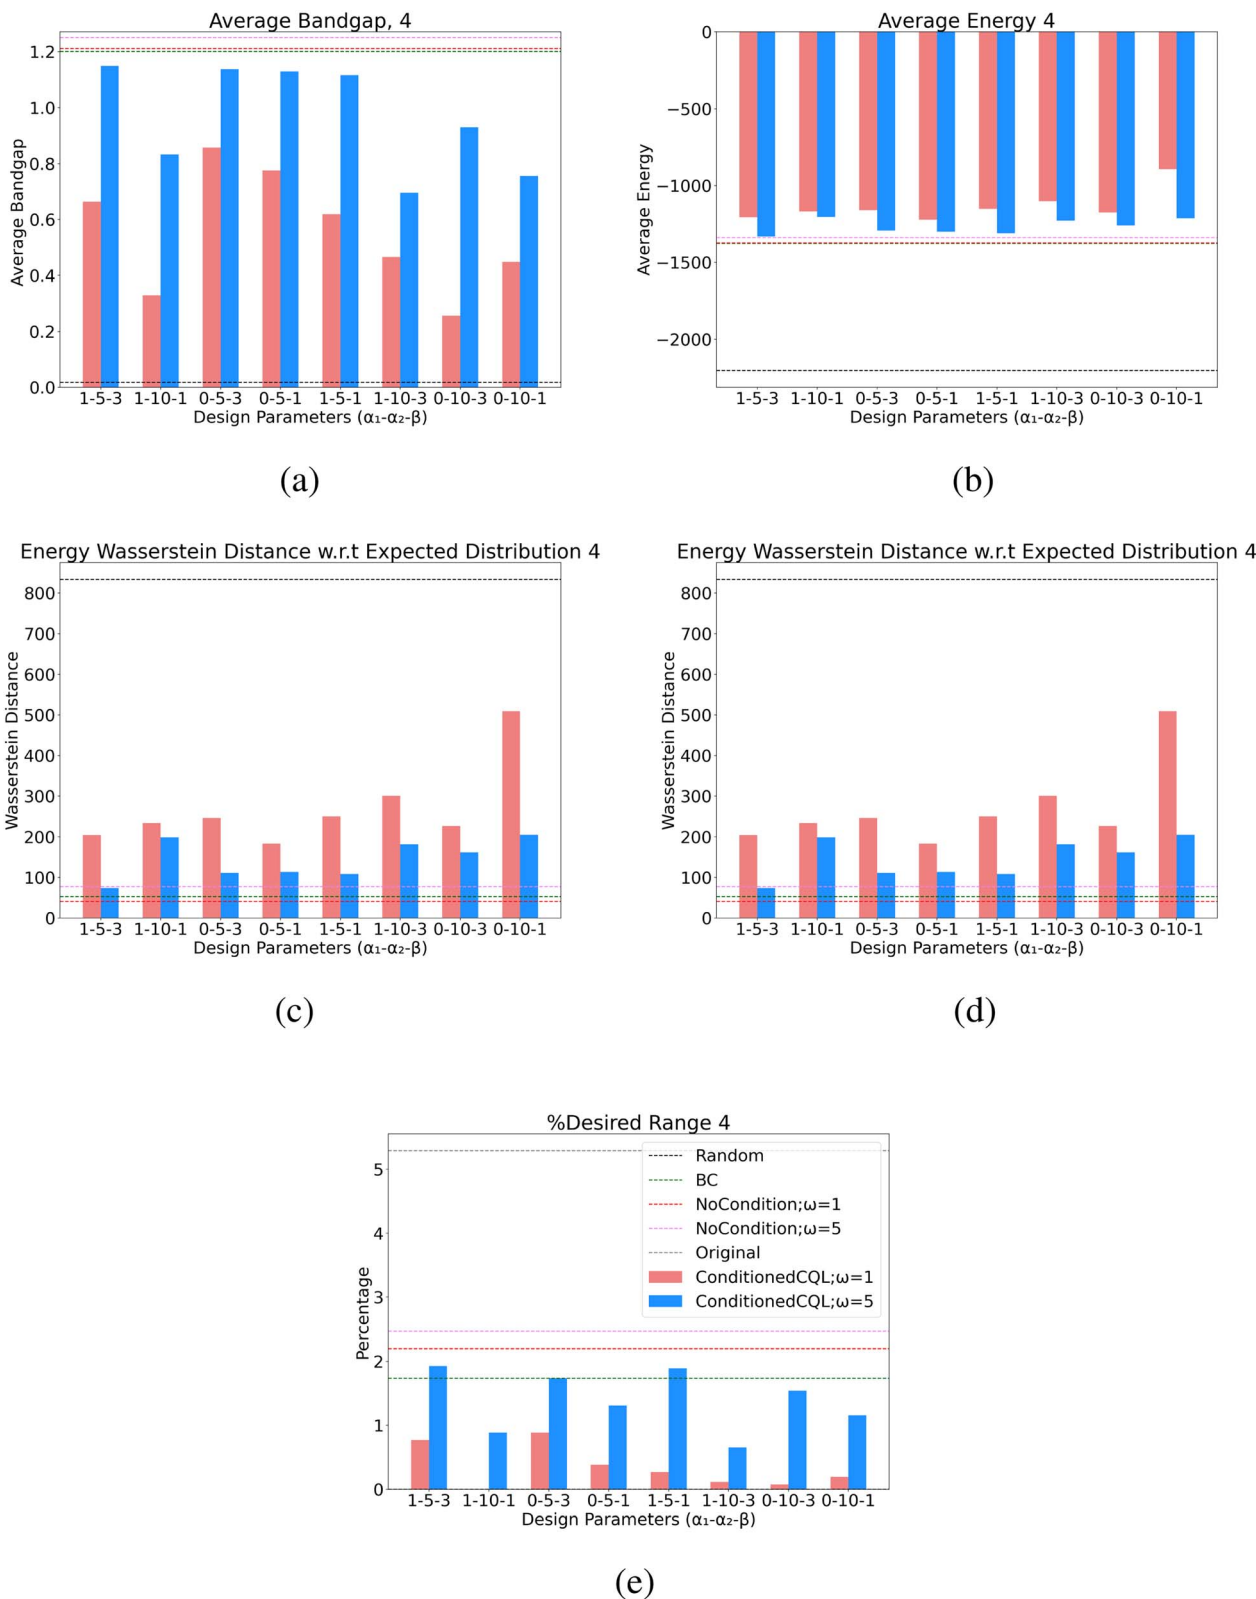 Average Bandgap, 4
Average Bandgap
1.2
1.0
0.8
0.6
0.4
0.2
0.0
1-5-3 1-10-1 0-5-3 0-5-1 1-5-1 1-10-3 0-10-3 0-10-1
Design Parameters (α₁-α₂-β)
(a)
Average Energy 4
Average Energy
0
−500
−1000
−1500
−2000
1-5-3 1-10-1 0-5-3 0-5-1 1-5-1 1-10-3 0-10-3 0-10-1
Design Parameters (α₁-α₂-β)
(b)
Energy Wasserstein Distance w.r.t Expected Distribution 4
Wasserstein Distance
800
700
600
500
400
300
200
100
0
1-5-3 1-10-1 0-5-3 0-5-1 1-5-1 1-10-3 0-10-3 0-10-1
Design Parameters (α₁-α₂-β)
(c)
Energy Wasserstein Distance w.r.t Expected Distribution 4
Wasserstein Distance
800
700
600
500
400
300
200
100
0
1-5-3 1-10-1 0-5-3 0-5-1 1-5-1 1-10-3 0-10-3 0-10-1
Design Parameters (α₁-α₂-β)
(d)
%Desired Range 4
Percentage
5
4
3
2
1
0
Random
BC
NoCondition;ω=1
NoCondition;ω=5
Original
ConditionedCQL;ω=1
ConditionedCQL;ω=5
1-5-3 1-10-1 0-5-3 0-5-1 1-5-1 1-10-3 0-10-3 0-10-1
Design Parameters (α₁-α₂-β)
(e)